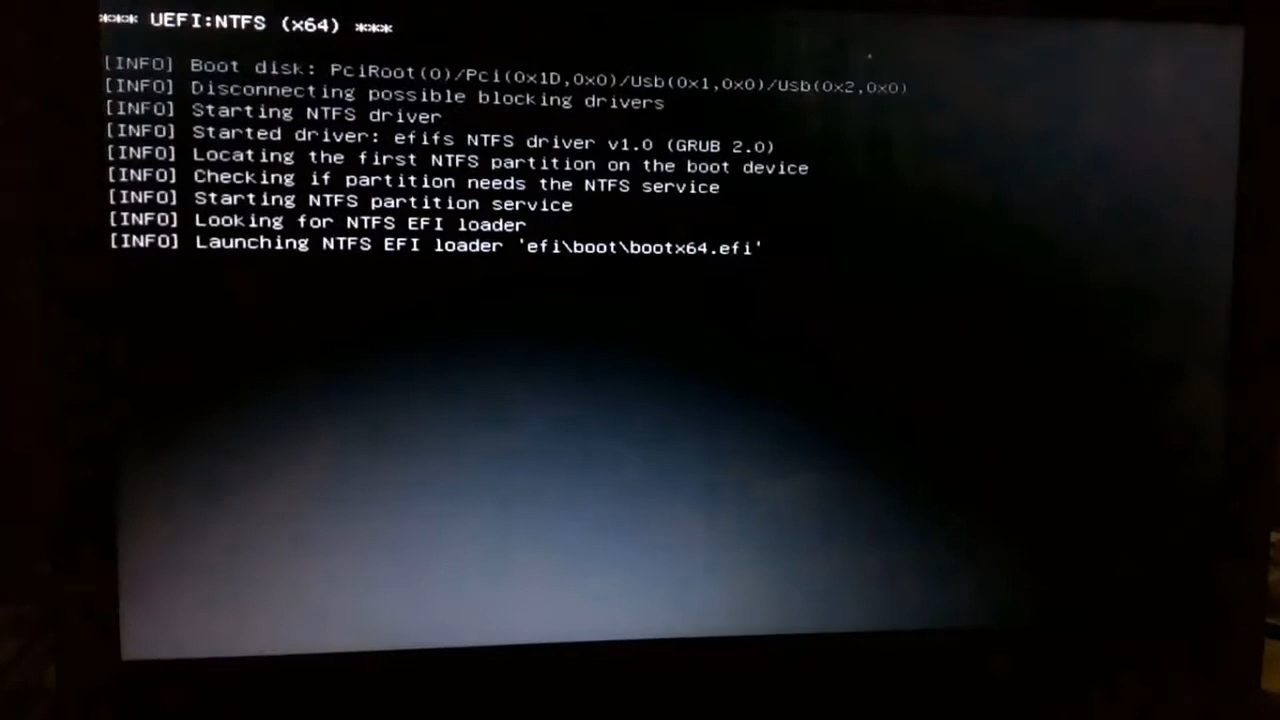 *** UEFI:NTFS (x64) ***
[INFO] Boot disk: PciRoot(0)/Pci(0x1D,0x0)/Usb(0x1,0x0)/Usb(0x2,0x0)
[INFO] Disconnecting possible blocking drivers
[INFO] Starting NTFS driver
[INFO] Started driver: efifs NTFS driver v1.0 (GRUB 2.0)
[INFO] Locating the first NTFS partition on the boot device
[INFO] Checking if partition needs the NTFS service
[INFO] Starting NTFS partition service
[INFO] Looking for NTFS EFI loader
[INFO] Launching NTFS EFI loader 'efi\boot\bootx64.efi'